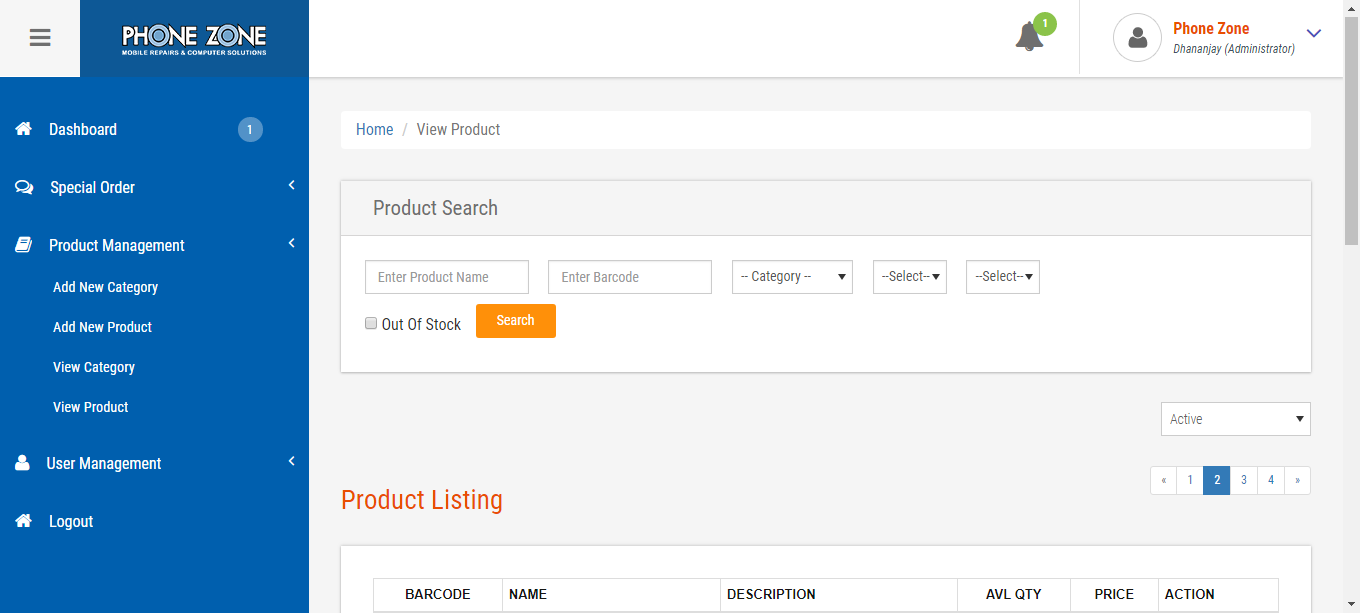 PHONE ZONE
MOBILE REPAIRS & COMPUTER SOLUTIONS
1
Phone Zone
Dhananjay (Administrator)
Dashboard
1
Special Order
Product Management
Add New Category
Add New Product
View Category
View Product
User Management
Logout
Home / View Product
Product Search
Enter Product Name
Enter Barcode
-- Category --
--Select--
--Select--
Out Of Stock
Search
Active
« 1 2 3 4 »
Product Listing
BARCODE NAME DESCRIPTION AVL QTY PRICE ACTION